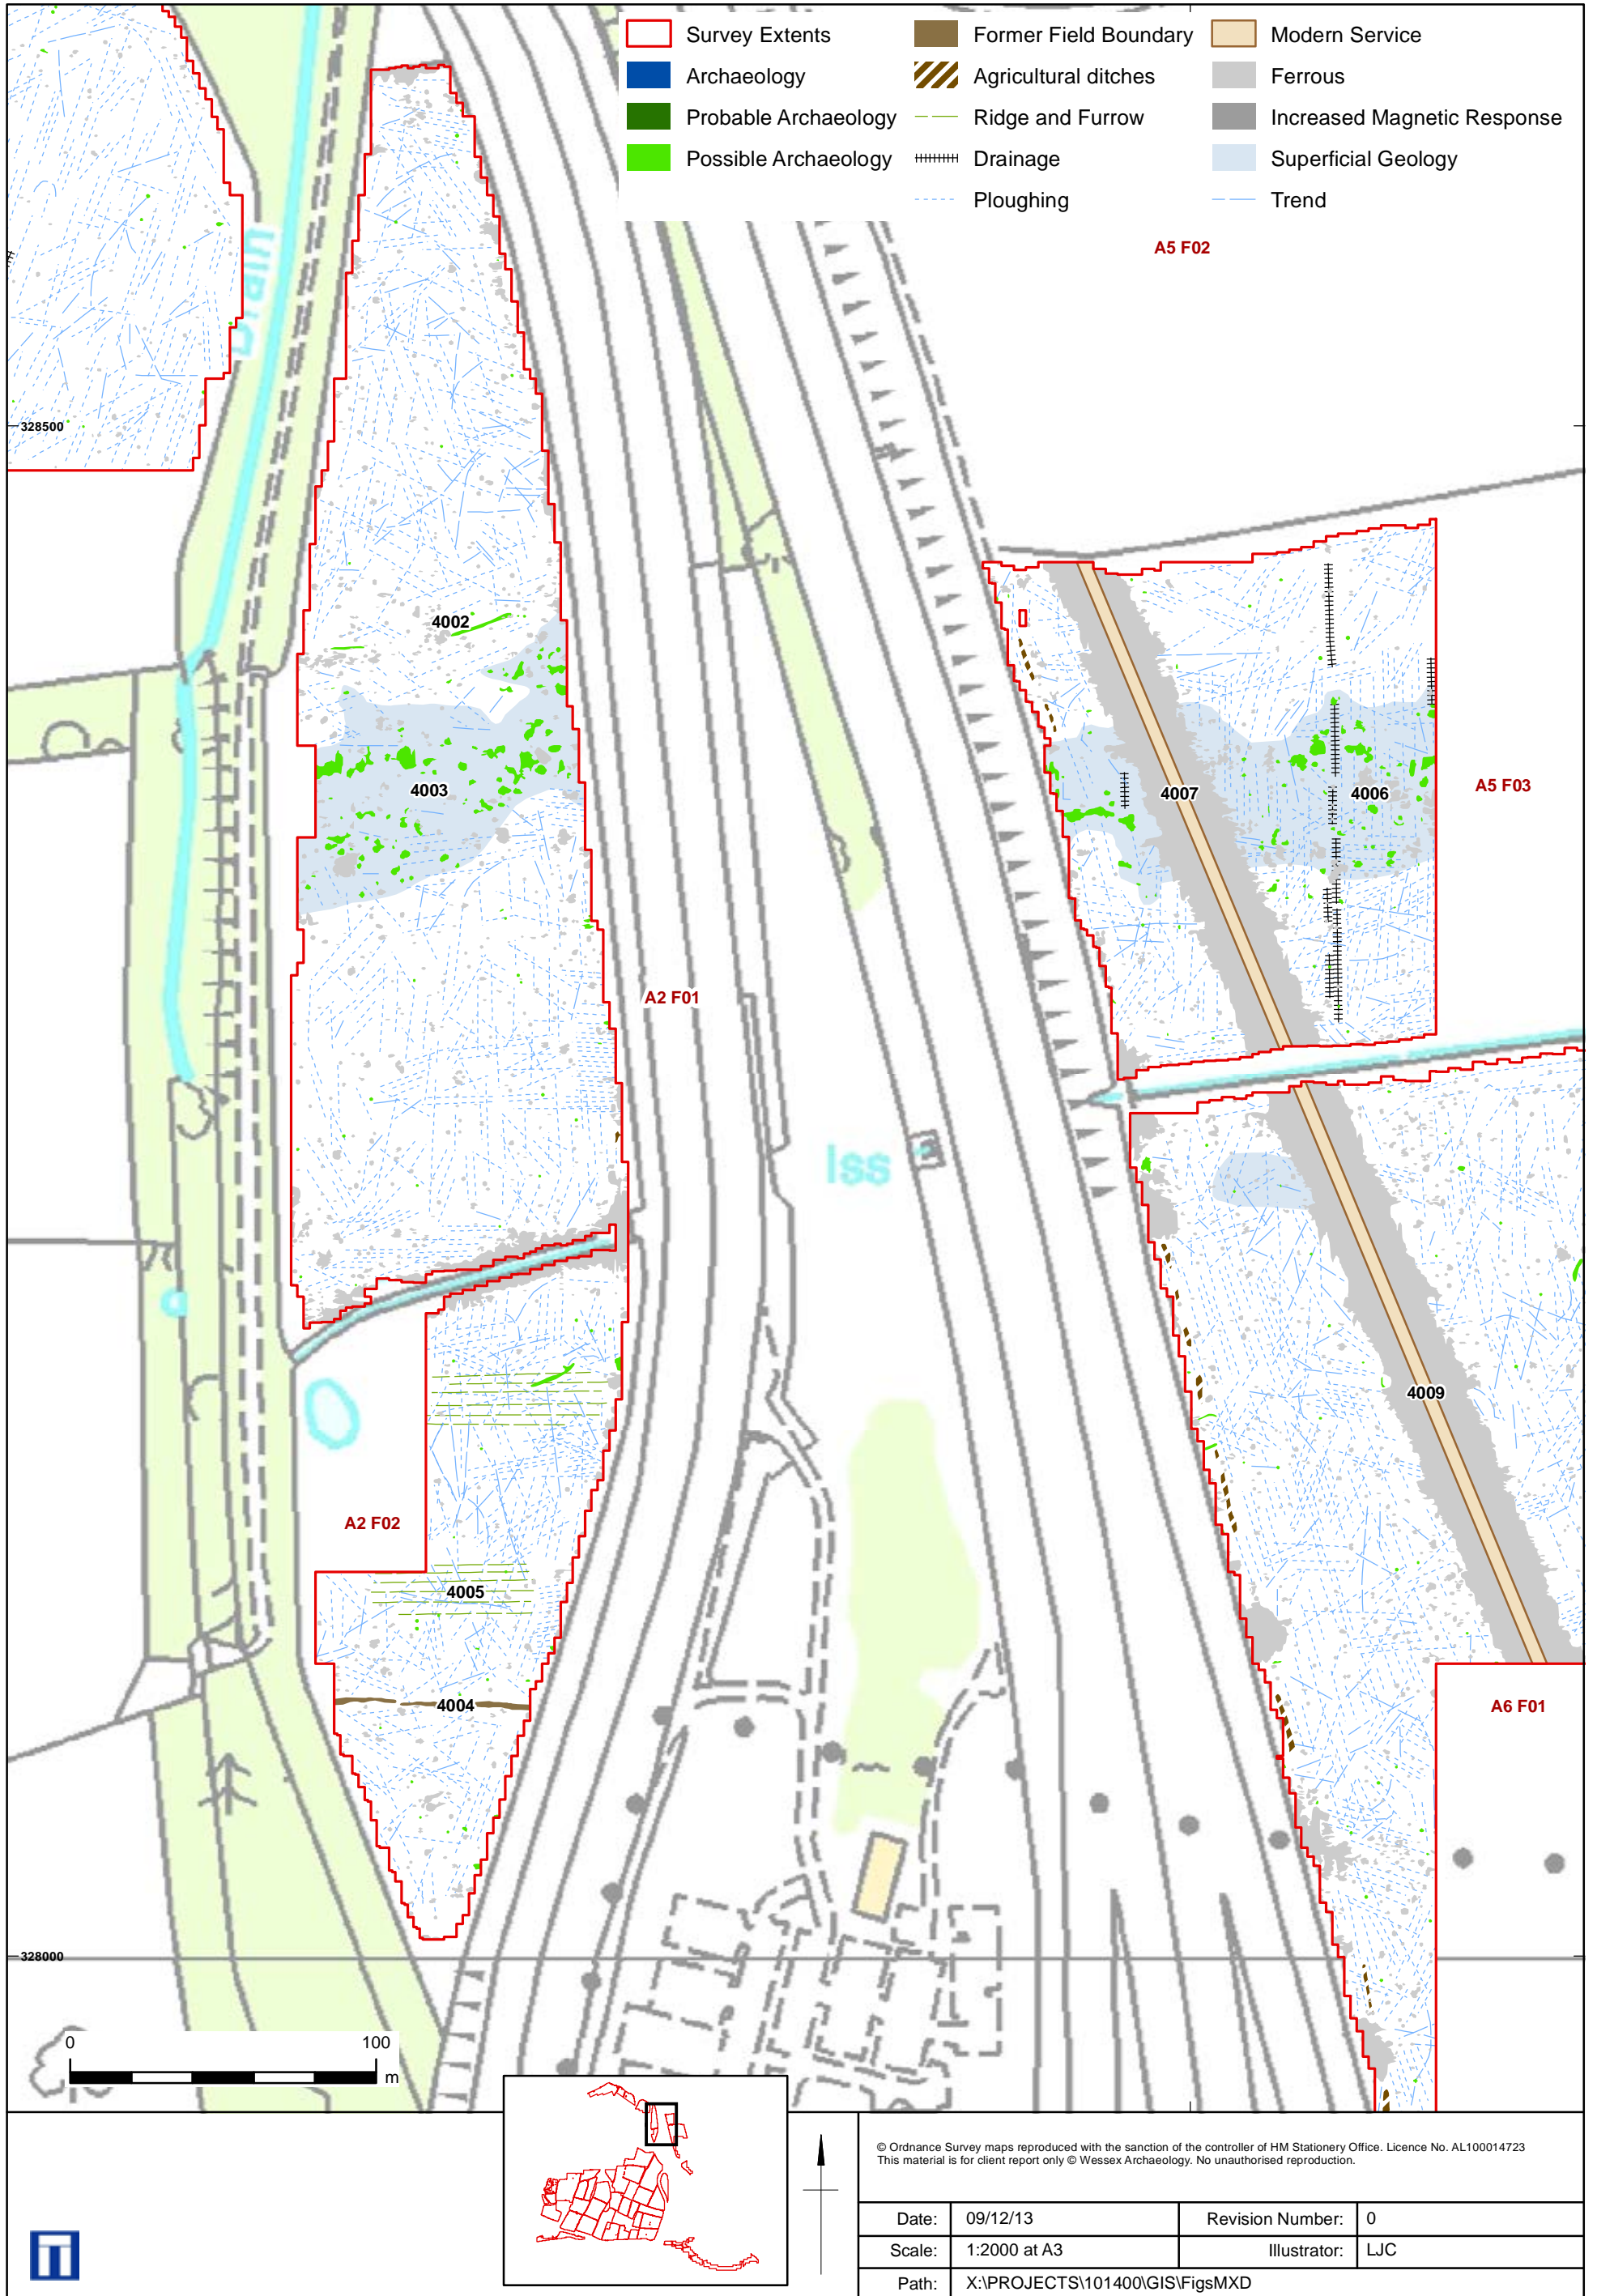 Survey Extents
Former Field Boundary
Modern Service
Archaeology
Agricultural ditches
Ferrous
Probable Archaeology
Ridge and Furrow
Increased Magnetic Response
Possible Archaeology
Drainage
Superficial Geology
Ploughing
Trend
A5 F02
Drain
328500
4002
4003
4007
4006
A5 F03
A2 F01
Iss
4009
A2 F02
4005
4004
A6 F01
328000
0 100
m
© Ordnance Survey maps reproduced with the sanction of the controller of HM Stationery Office. Licence No. AL100014723
This material is for client report only © Wessex Archaeology. No unauthorised reproduction.
Date: 09/12/13 Revision Number: 0
Scale: 1:2000 at A3 Illustrator: LJC
Path: X:\PROJECTS\101400\GIS\FigsMXD